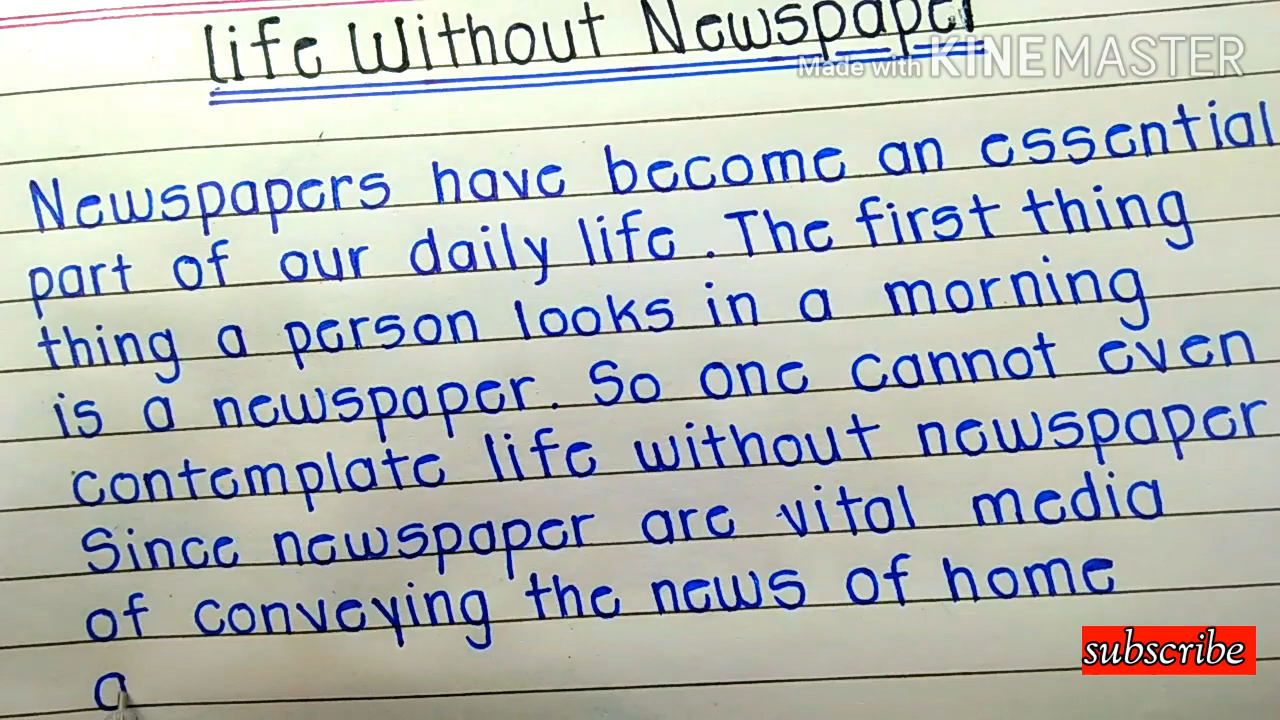 Life Without Newspaper
Made with KINEMASTER
Newspapers have become an essential
part of our daily life. The first thing
thing a person looks in a morning
is a newspaper. So one cannot even
contemplate life without newspaper
Since newspaper are vital media
of conveying the news of home
a
subscribe